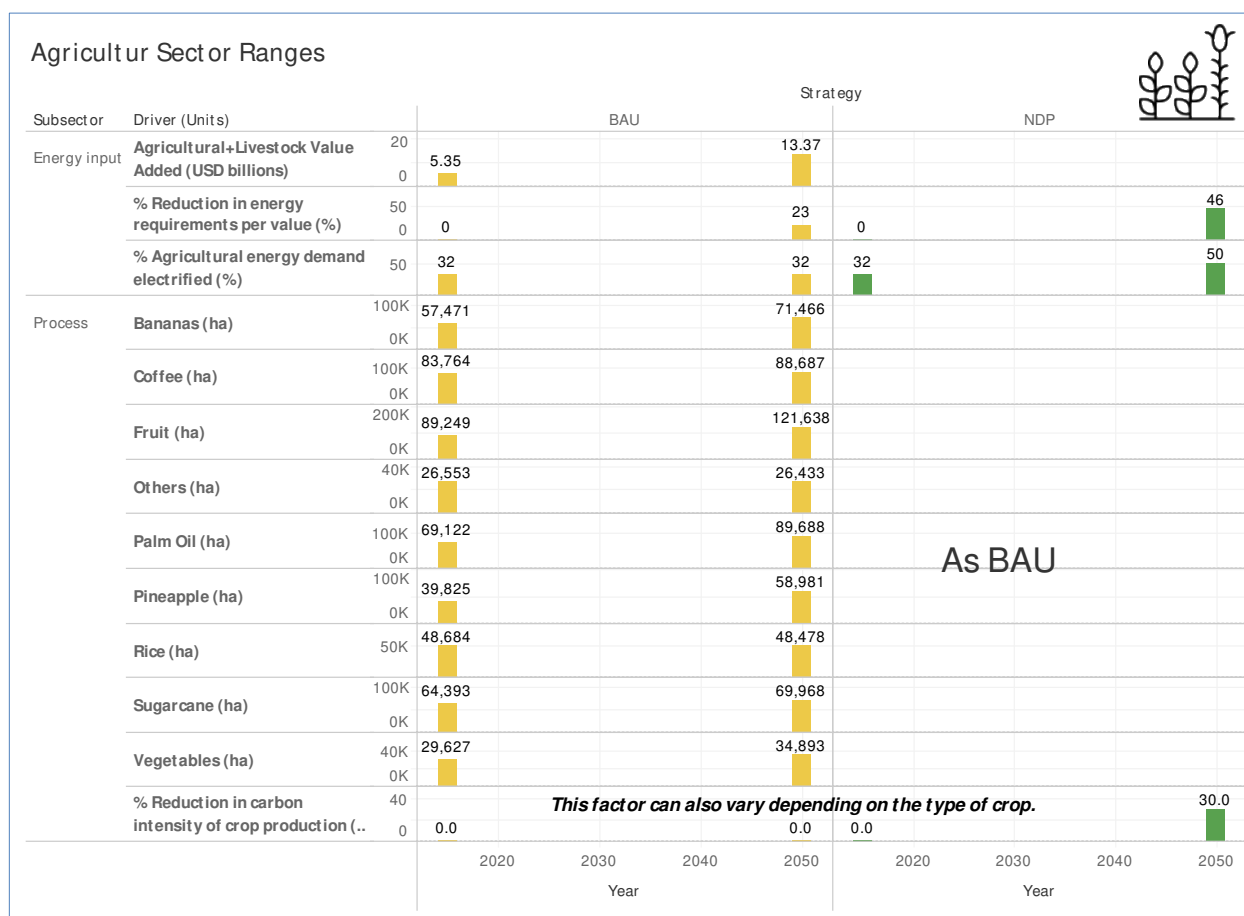 Agricultur Sector Ranges
Strategy
Subsector Driver (Units) BAU NDP
Energy input
Agricultural+Livestock Value
Added (USD billions)
20
0
5.35
13.37
% Reduction in energy
requirements per value (%)
50
0
0
23
0
46
% Agricultural energy demand
electrified (%)
50
32
32
32
50
Process
Bananas (ha)
100K
0K
57,471
71,466
Coffee (ha)
100K
0K
83,764
88,687
Fruit (ha)
200K
0K
89,249
121,638
Others (ha)
40K
0K
26,553
26,433
Palm Oil (ha)
100K
0K
69,122
89,688
As BAU
Pineapple (ha)
100K
0K
39,825
58,981
Rice (ha)
50K
48,684
48,478
Sugarcane (ha)
100K
0K
64,393
69,968
Vegetables (ha)
40K
0K
29,627
34,893
% Reduction in carbon
intensity of crop production (..
40
0
This factor can also vary depending on the type of crop.
0.0
0.0
0.0
30.0
2020 2030 2040 2050 2020 2030 2040 2050
Year Year